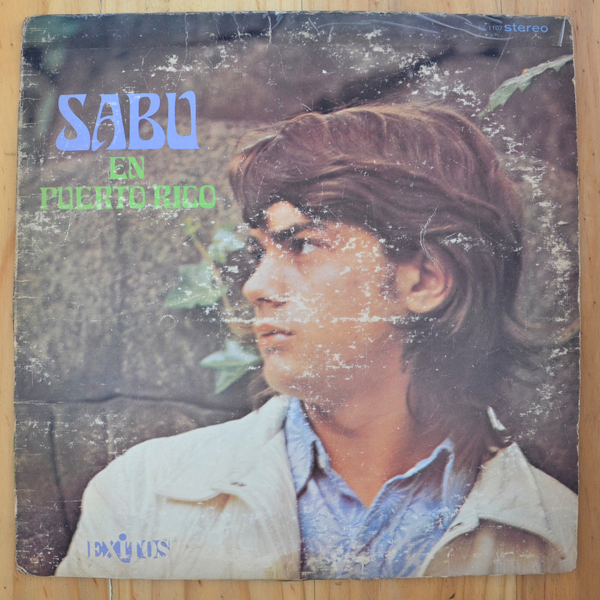 stereo
SABU
EN
PUERTO RICO
EXITOS